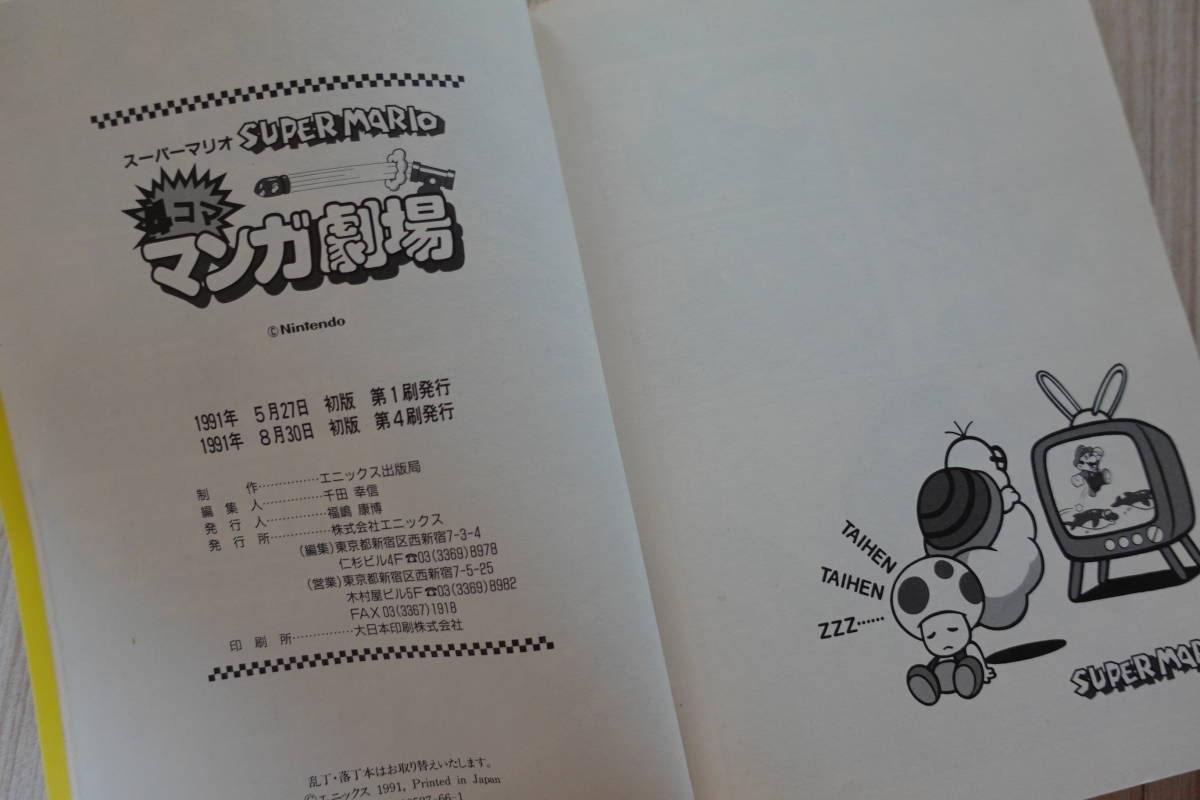 スーパーマリオ SUPER MARIO
4コマ
マンガ劇場
©Nintendo
1991年 5月27日 初版 第1刷発行
1991年 8月30日 初版 第4刷発行
制 作……………エニックス出版局
編 集 人……………千田 幸信
発 行 人……………福嶋 康博
発 行 所……………株式会社エニックス
(編集)東京都新宿区西新宿7-3-4
仁杉ビル4F☎03(3369)8978
(営業)東京都新宿区西新宿7-5-25
木村屋ビル5F☎03(3369)8982
FAX 03(3367)1918
印 刷 所……………大日本印刷株式会社
乱丁・落丁本はお取り替えいたします。
©エニックス 1991, Printed in Japan
TAIHEN
TAIHEN
ZZZ……
SUPER MAR